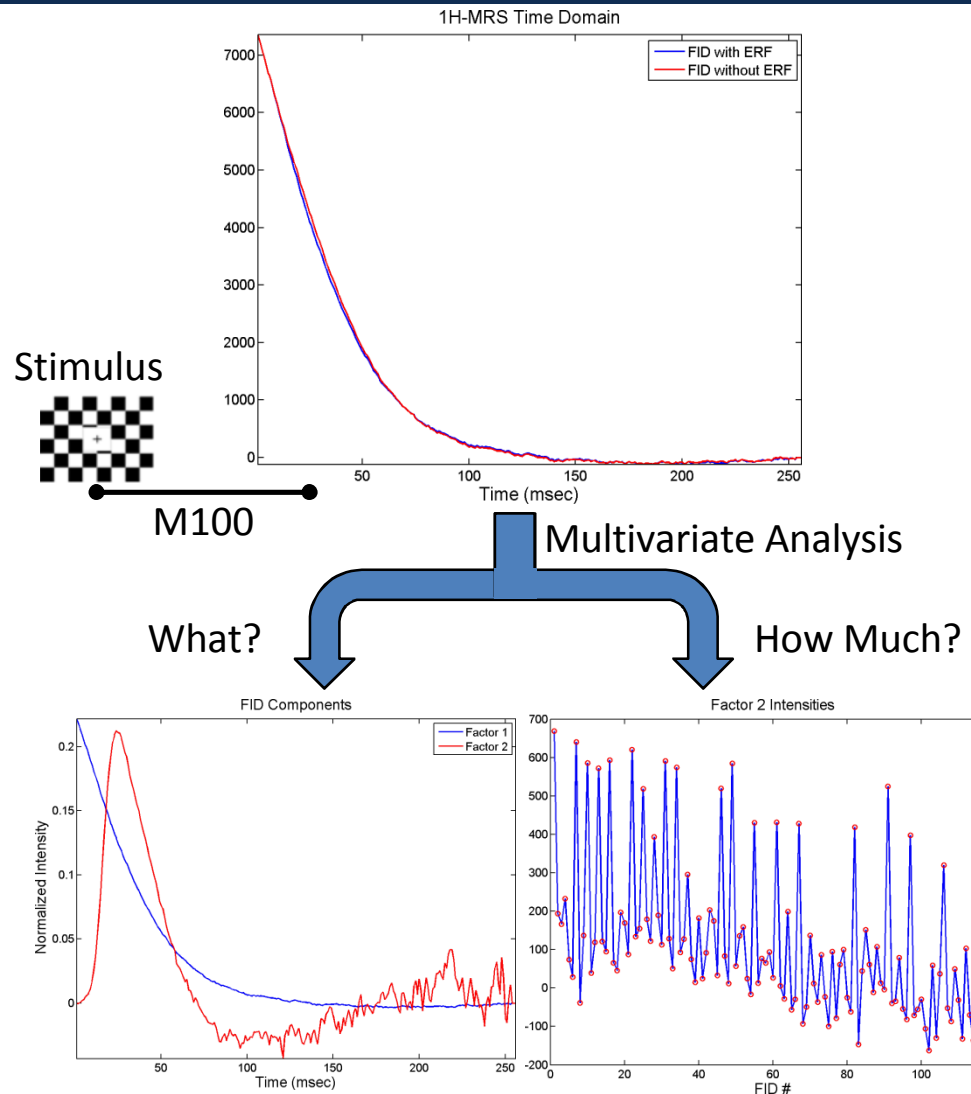 1H-MRS Time Domain
FID with ERF
FID without ERF
7000
6000
5000
4000
3000
2000
1000
0
50 100 150 200 250
Time (msec)
Stimulus
M100
Multivariate Analysis
What?
How Much?
FID Components
Factor 1
Factor 2
0.2
0.15
0.1
0.05
0
Normalized Intensity
50 100 150 200 250
Time (msec)
Factor 2 Intensities
700
600
500
400
300
200
100
0
-100
-200
0 20 40 60 80 100
FID #